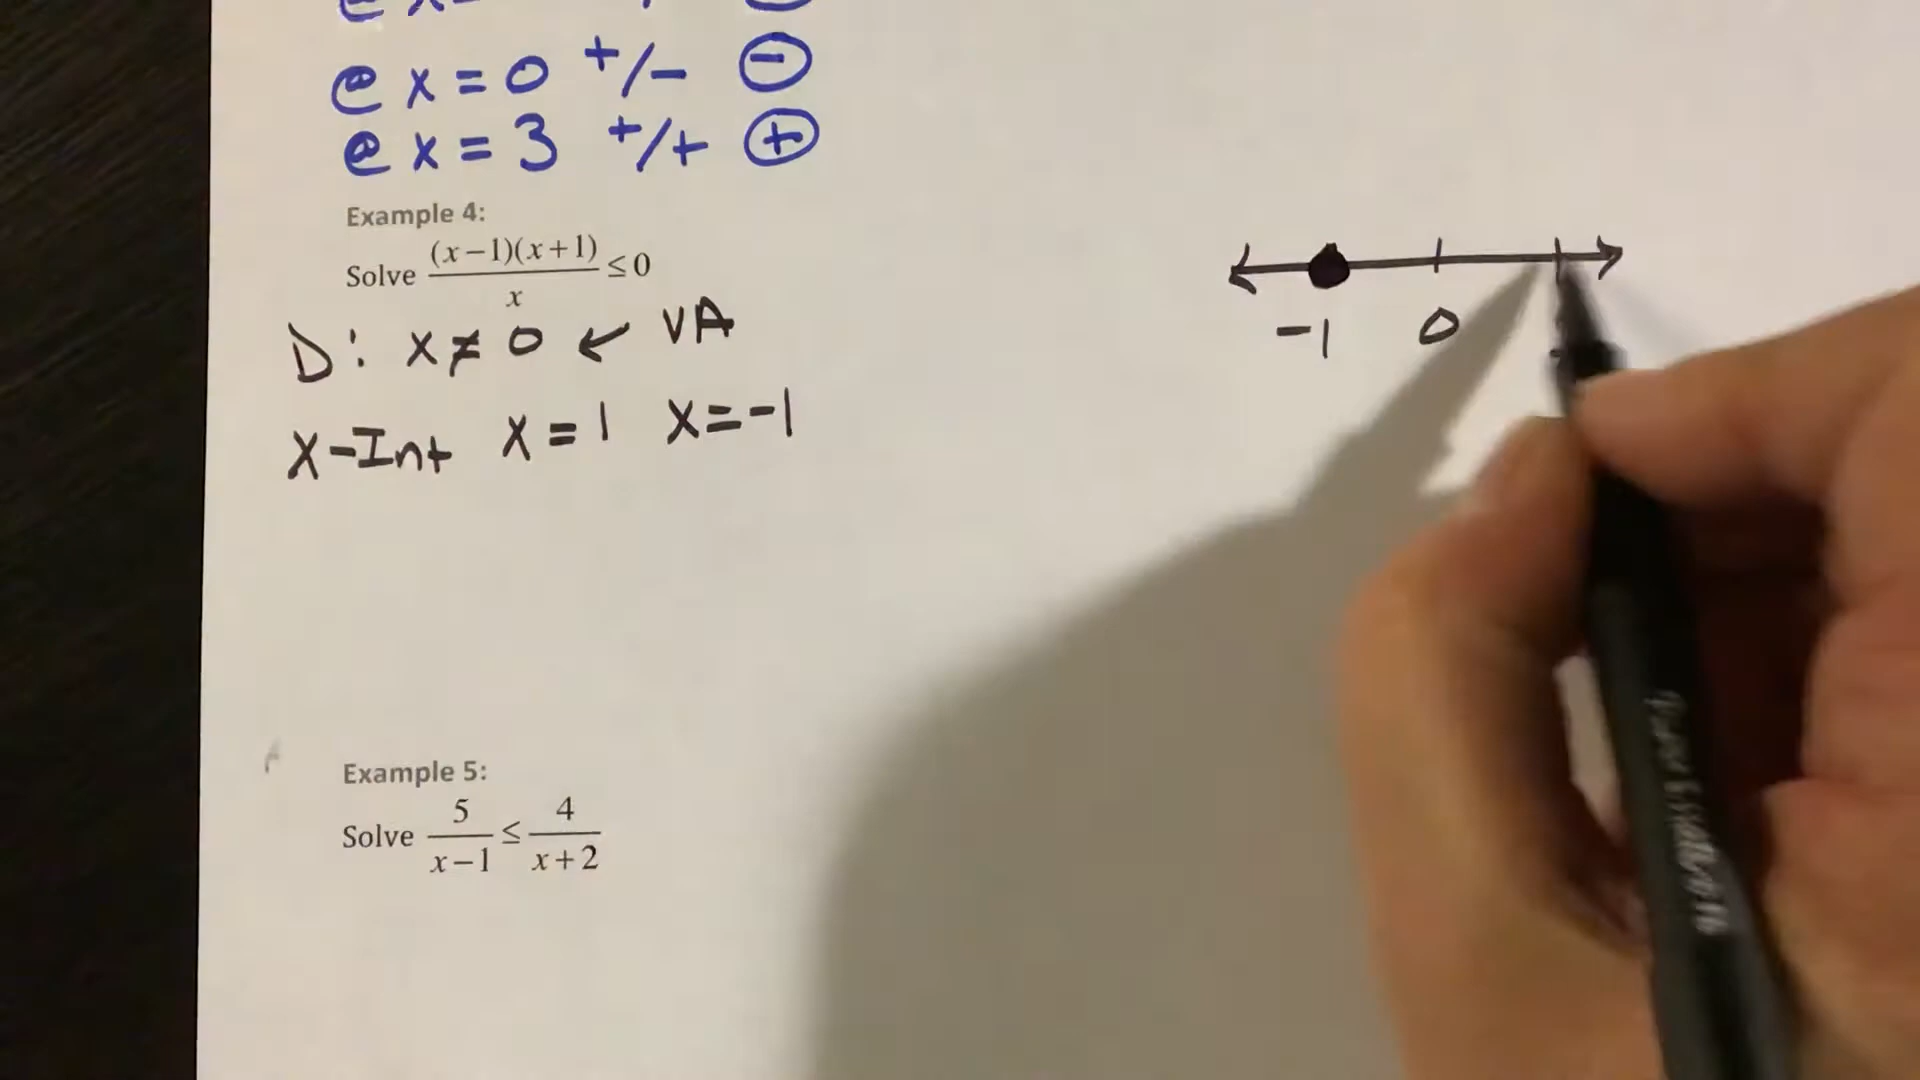 @ x = 0 +/- ⊖
@ x = 3 +/+ ⊕
Example 4:
Solve (x−1)(x+1)/x ≤ 0
D: x ≠ 0 ← VA
X-Int x = 1 x = -1
-1 0
Example 5:
Solve 5/(x−1) ≤ 4/(x+2)